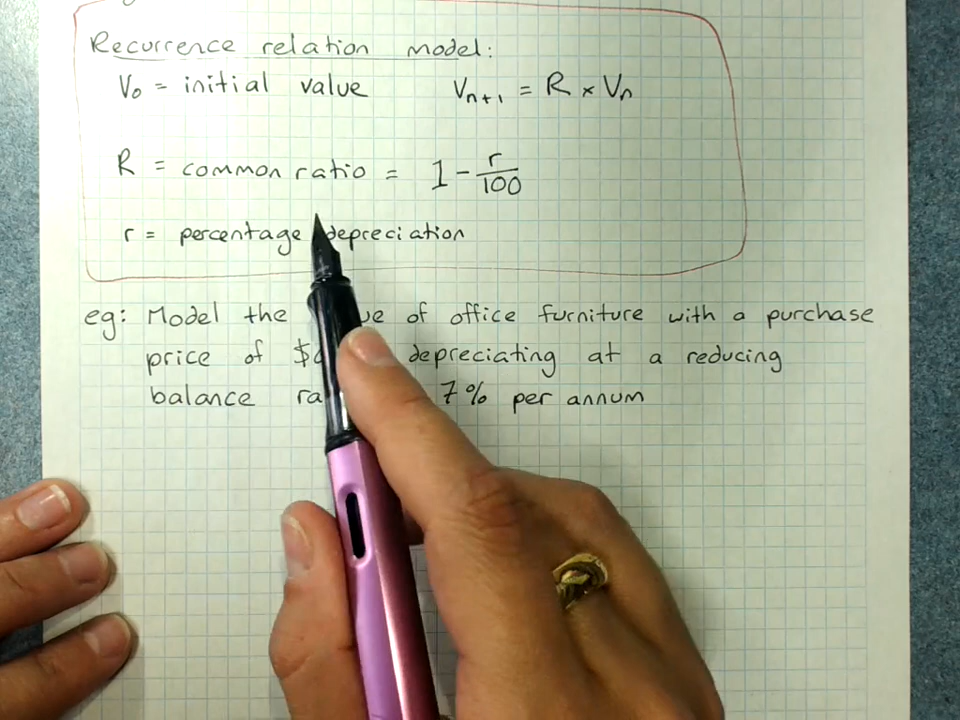 Recurrence relation model:
V₀ = initial value Vₙ₊₁ = R × Vₙ
R = common ratio = 1 - r/100
r = percentage depreciation
eg: Model the of office furniture with a purchase
price of depreciating at a reducing
balance 7% per annum